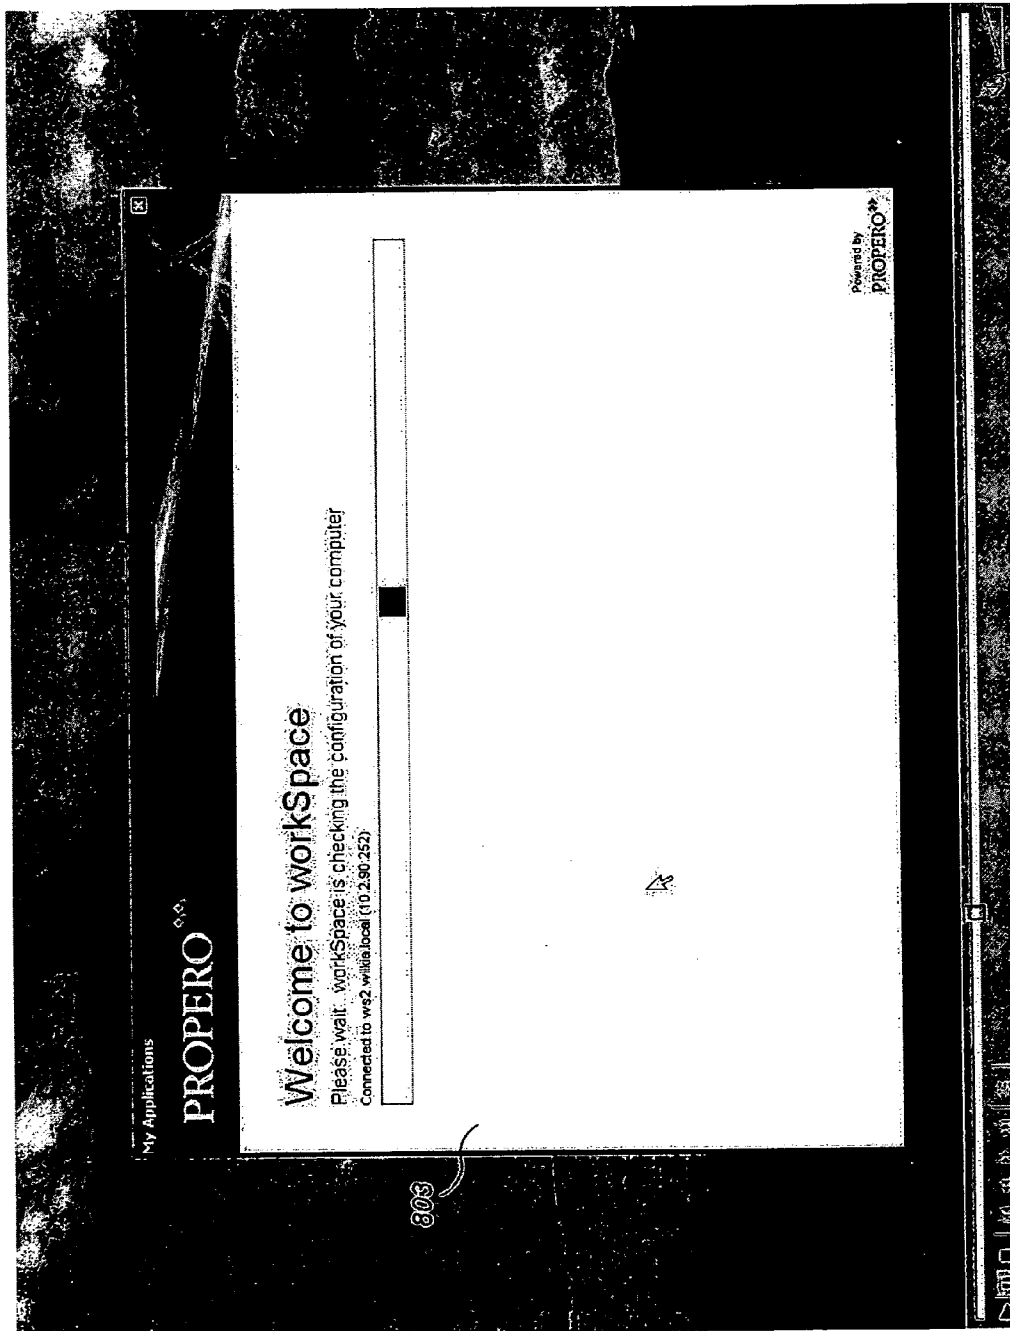 My Applications
PROPERO
Welcome to workSpace
Please wait... workSpace is checking the configuration of your computer
Connected to ws2.wilkie.local (10.2.90.252)
Powered by
PROPERO
803